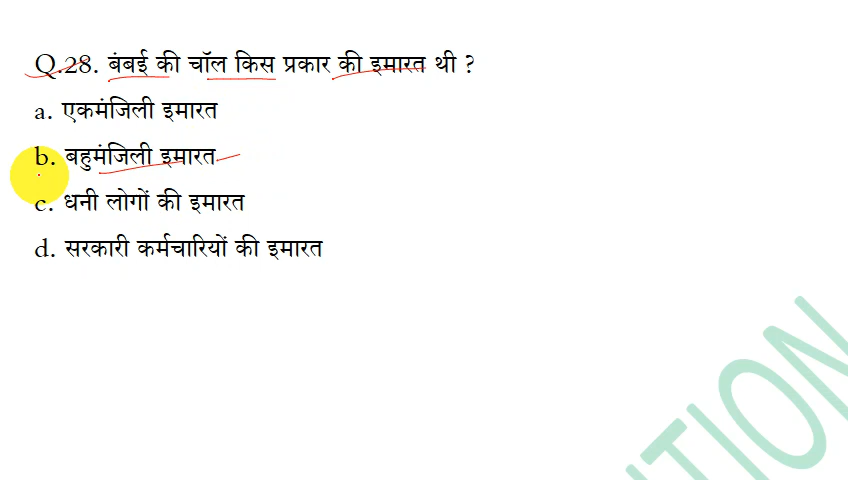 Q.28. बंबई की चॉल किस प्रकार की इमारत थी ?
a. एकमंजिली इमारत
b. बहुमंजिली इमारत
c. धनी लोगों की इमारत
d. सरकारी कर्मचारियों की इमारत